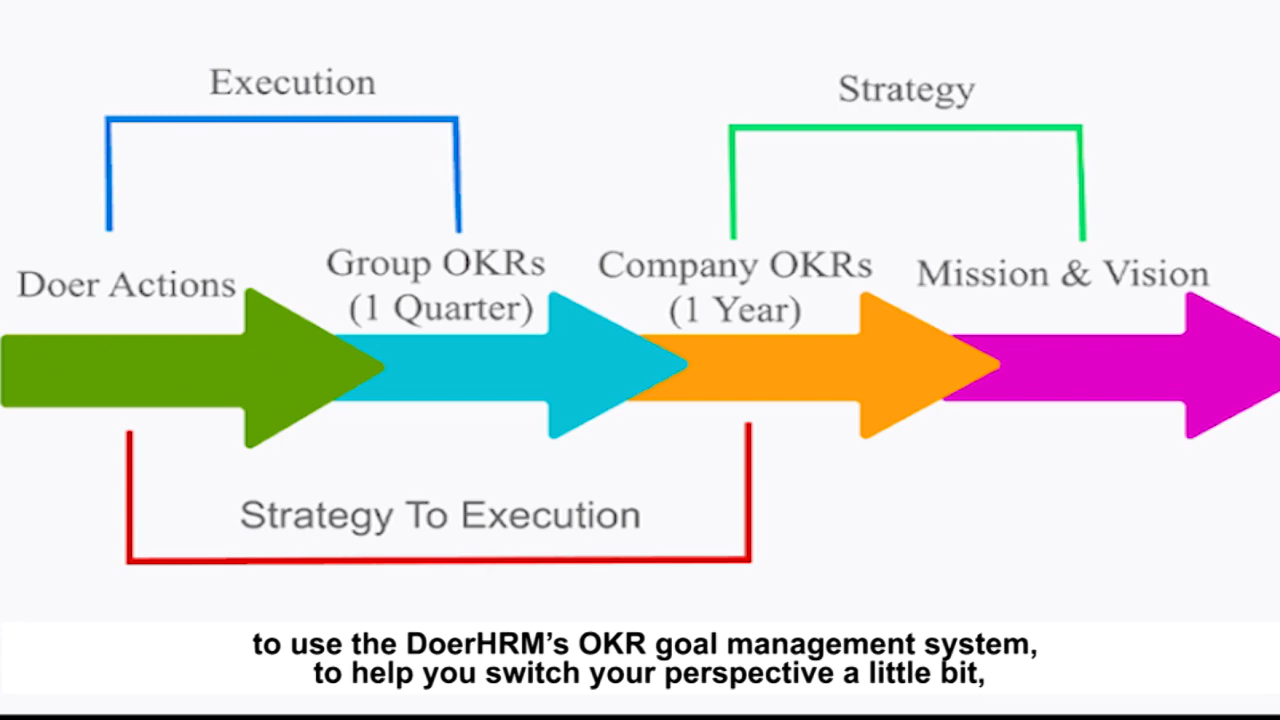 Execution
Strategy
Doer Actions
Group OKRs
(1 Quarter)
Company OKRs
(1 Year)
Mission & Vision
Strategy To Execution
to use the DoerHRM’s OKR goal management system,
to help you switch your perspective a little bit,